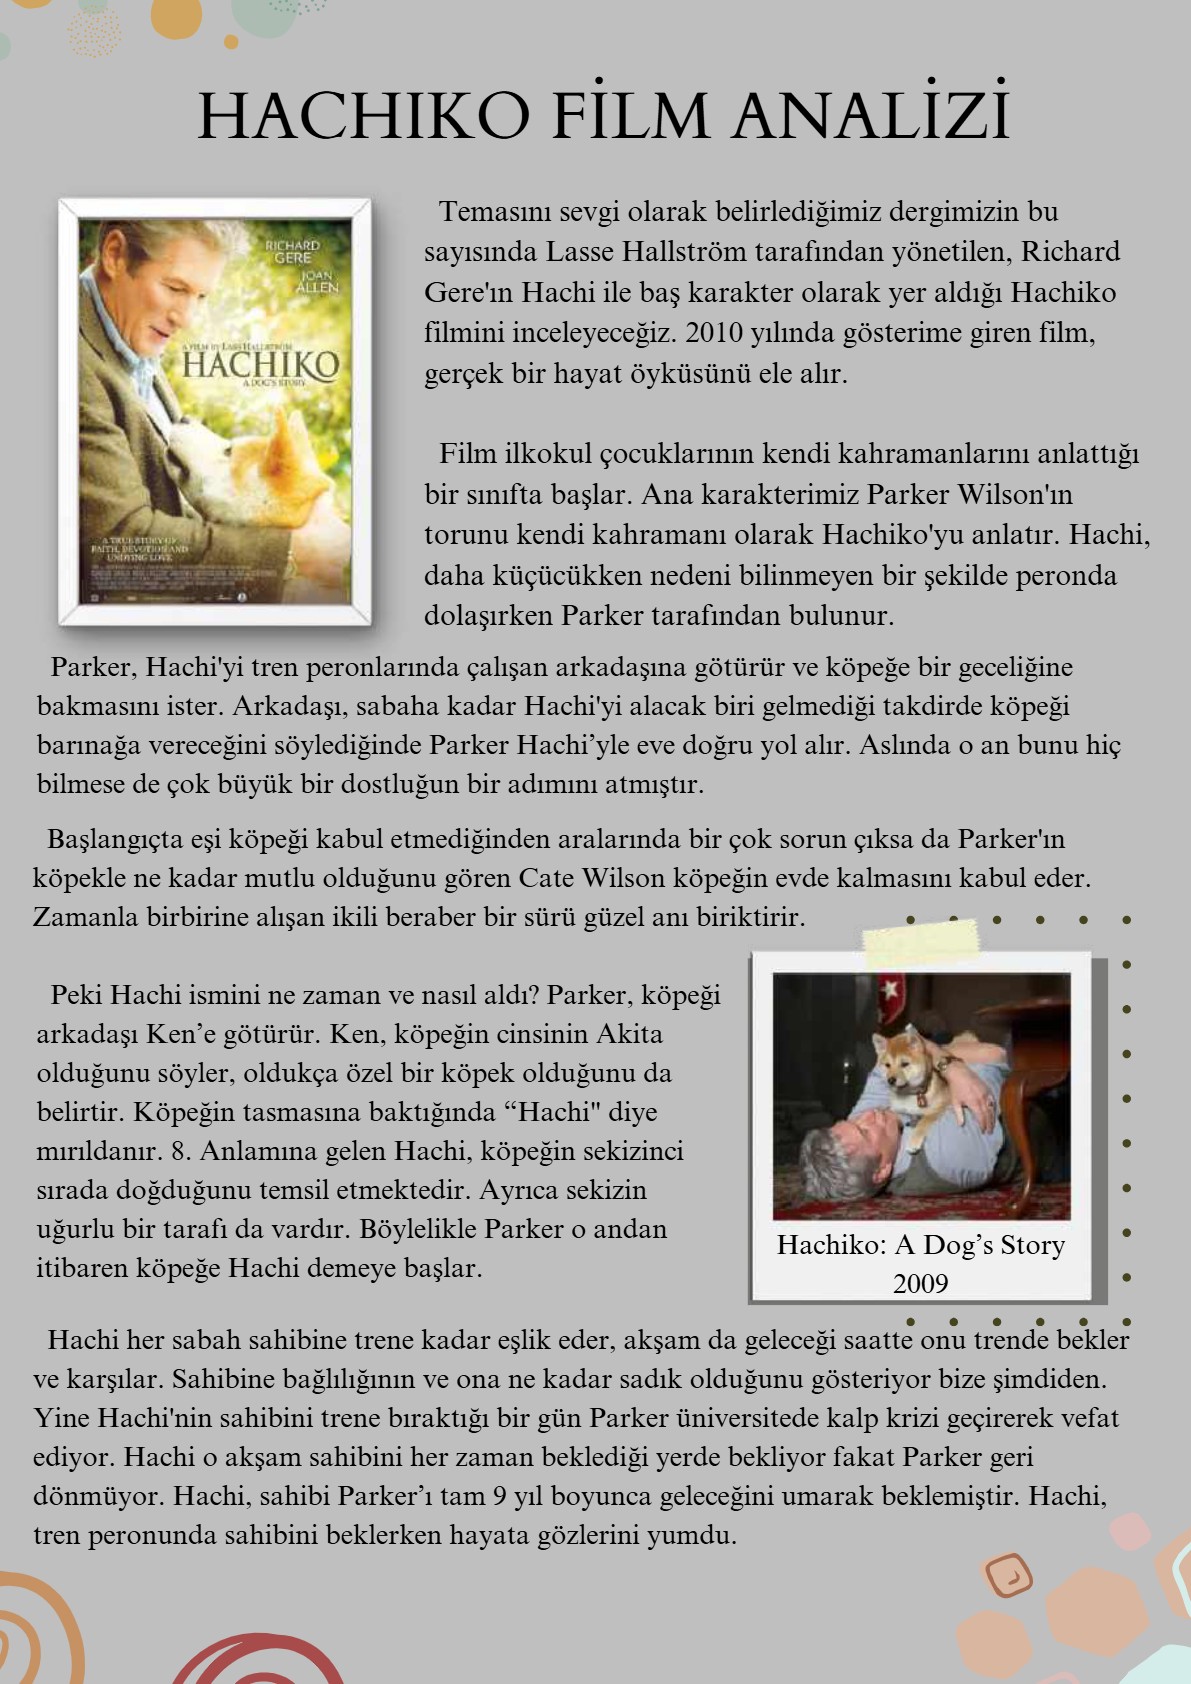 HACHIKO FİLM ANALİZİ
RICHARD
GERE
JOAN
ALLEN
A FILM BY LASSE HALLSTRÖM
HACHIKO
A DOG'S STORY
A TRUE STORY OF
FAITH, DEVOTION AND
UNDYING LOVE
Temasını sevgi olarak belirlediğimiz dergimizin bu
sayısında Lasse Hallström tarafından yönetilen, Richard
Gere'ın Hachi ile baş karakter olarak yer aldığı Hachiko
filmini inceleyeceğiz. 2010 yılında gösterime giren film,
gerçek bir hayat öyküsünü ele alır.
Film ilkokul çocuklarının kendi kahramanlarını anlattığı
bir sınıfta başlar. Ana karakterimiz Parker Wilson'ın
torunu kendi kahramanı olarak Hachiko'yu anlatır. Hachi,
daha küçücükken nedeni bilinmeyen bir şekilde peronda
dolaşırken Parker tarafından bulunur.
Parker, Hachi'yi tren peronlarında çalışan arkadaşına götürür ve köpeğe bir geceliğine
bakmasını ister. Arkadaşı, sabaha kadar Hachi'yi alacak biri gelmediği takdirde köpeği
barınağa vereceğini söylediğinde Parker Hachi’yle eve doğru yol alır. Aslında o an bunu hiç
bilmese de çok büyük bir dostluğun bir adımını atmıştır.
Başlangıçta eşi köpeği kabul etmediğinden aralarında bir çok sorun çıksa da Parker'ın
köpekle ne kadar mutlu olduğunu gören Cate Wilson köpeğin evde kalmasını kabul eder.
Zamanla birbirine alışan ikili beraber bir sürü güzel anı biriktirir.
Peki Hachi ismini ne zaman ve nasıl aldı? Parker, köpeği
arkadaşı Ken’e götürür. Ken, köpeğin cinsinin Akita
olduğunu söyler, oldukça özel bir köpek olduğunu da
belirtir. Köpeğin tasmasına baktığında “Hachi" diye
mırıldanır. 8. Anlamına gelen Hachi, köpeğin sekizinci
sırada doğduğunu temsil etmektedir. Ayrıca sekizin
uğurlu bir tarafı da vardır. Böylelikle Parker o andan
itibaren köpeğe Hachi demeye başlar.
Hachiko: A Dog’s Story
2009
Hachi her sabah sahibine trene kadar eşlik eder, akşam da geleceği saatte onu trende bekler
ve karşılar. Sahibine bağlılığının ve ona ne kadar sadık olduğunu gösteriyor bize şimdiden.
Yine Hachi'nin sahibini trene bıraktığı bir gün Parker üniversitede kalp krizi geçirerek vefat
ediyor. Hachi o akşam sahibini her zaman beklediği yerde bekliyor fakat Parker geri
dönmüyor. Hachi, sahibi Parker’ı tam 9 yıl boyunca geleceğini umarak beklemiştir. Hachi,
tren peronunda sahibini beklerken hayata gözlerini yumdu.